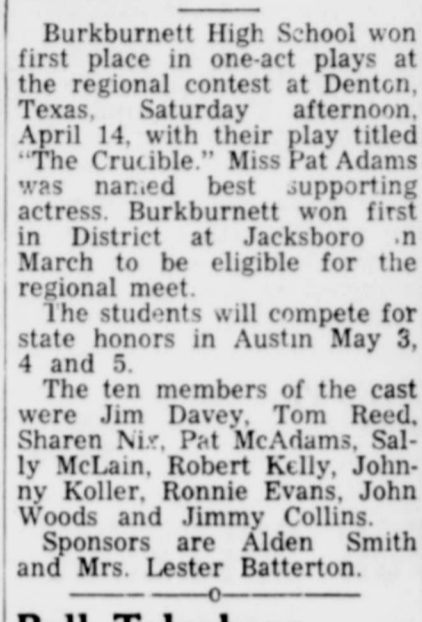 Burkburnett High School won
first place in one-act plays at
the regional contest at Denton,
Texas, Saturday afternoon,
April 14, with their play titled
"The Crucible." Miss Pat Adams
was named best supporting
actress. Burkburnett won first
in District at Jacksboro in
March to be eligible for the
regional meet.
The students will compete for
state honors in Austin May 3,
4 and 5.
The ten members of the cast
were Jim Davey, Tom Reed,
Sharen Nix, Pat McAdams, Sal-
ly McLain, Robert Kelly, John-
ny Koller, Ronnie Evans, John
Woods and Jimmy Collins.
Sponsors are Alden Smith
and Mrs. Lester Batterton.